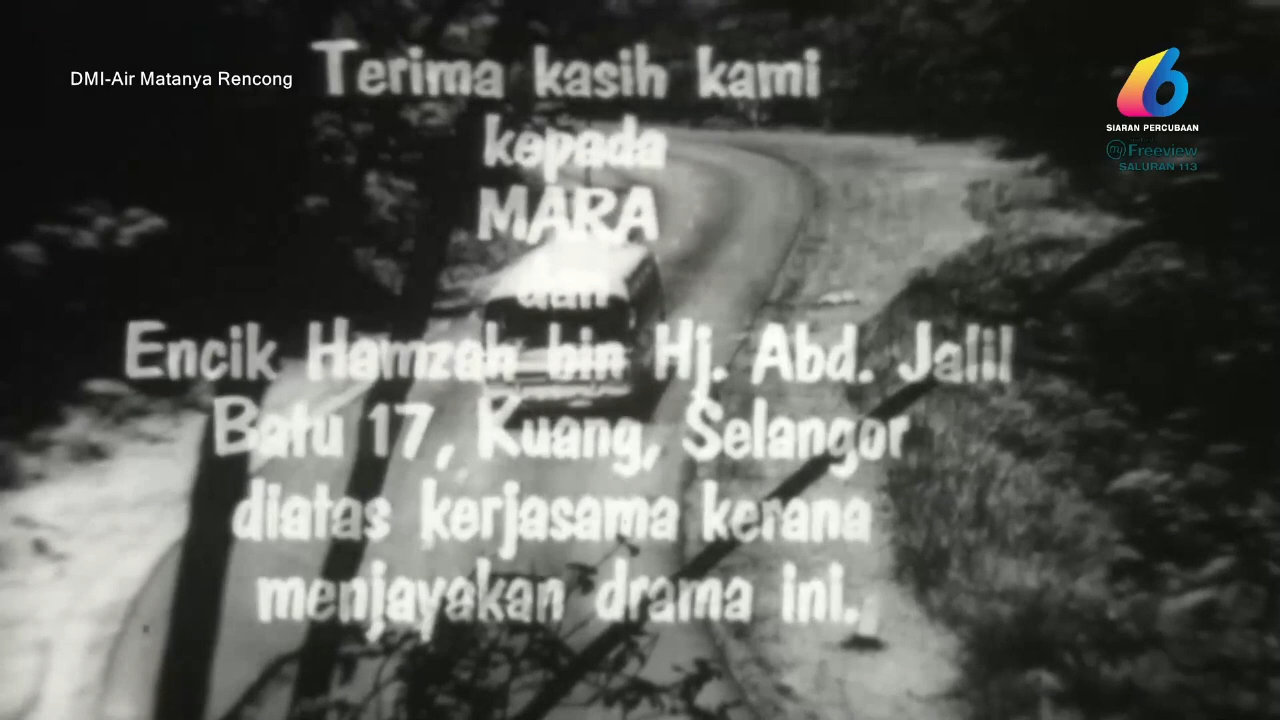 DMI-Air Matanya Rencong
Terima kasih kami
kepada
MARA
dan
Encik Hamzah bin Hj. Abd. Jalil
Batu 17, Kuang, Selangor
diatas kerjasama kerana
menjayakan drama ini.
6
SIARAN PERCUBAAN
my Freeview
SALURAN 113